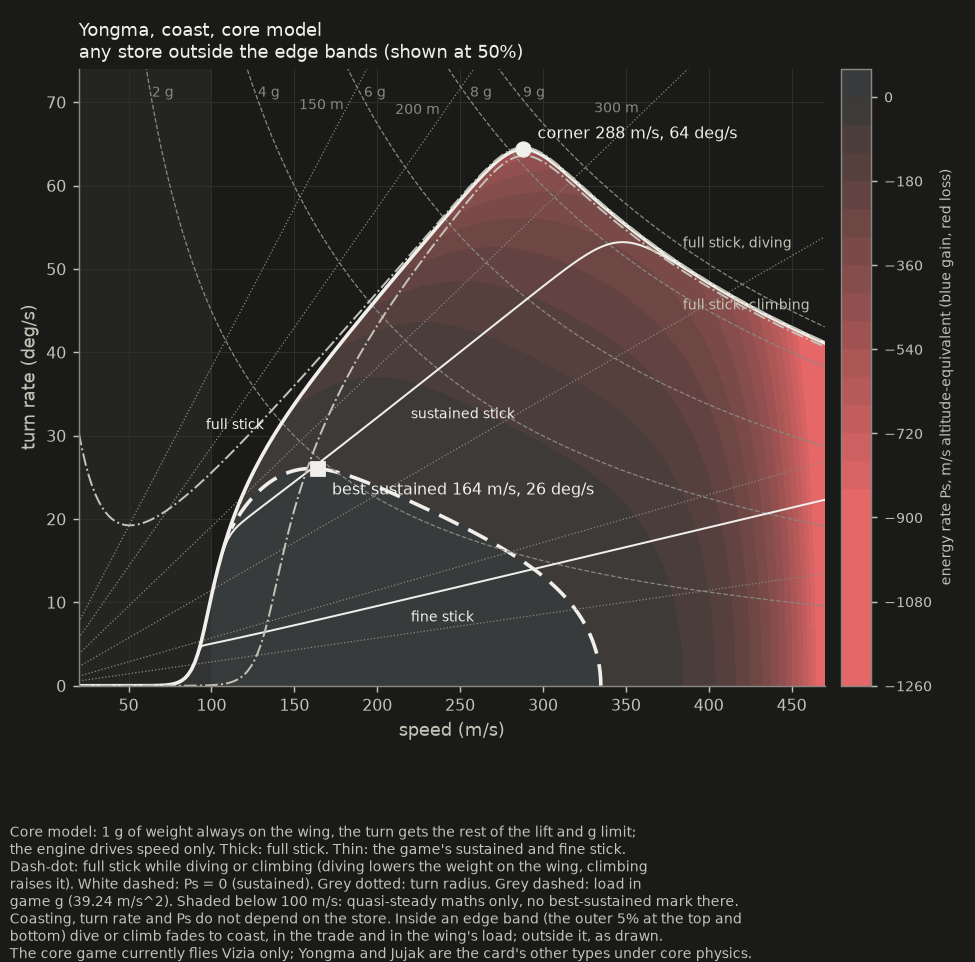 Yongma, coast, core model
any store outside the edge bands (shown at 50%)
2 g
4 g
6 g
8 g
9 g
150 m
200 m
300 m
corner 288 m/s, 64 deg/s
full stick, diving
full stick, climbing
full stick
sustained stick
best sustained 164 m/s, 26 deg/s
fine stick
70
60
50
40
30
20
10
0
turn rate (deg/s)
50
100
150
200
250
300
350
400
450
speed (m/s)
0
−180
−360
−540
−720
−900
−1080
−1260
energy rate Ps, m/s altitude-equivalent (blue gain, red loss)
Core model: 1 g of weight always on the wing, the turn gets the rest of the lift and g limit;
the engine drives speed only. Thick: full stick. Thin: the game's sustained and fine stick.
Dash-dot: full stick while diving or climbing (diving lowers the weight on the wing, climbing
raises it). White dashed: Ps = 0 (sustained). Grey dotted: turn radius. Grey dashed: load in
game g (39.24 m/s^2). Shaded below 100 m/s: quasi-steady maths only, no best-sustained mark there.
Coasting, turn rate and Ps do not depend on the store. Inside an edge band (the outer 5% at the top and
bottom) dive or climb fades to coast, in the trade and in the wing's load; outside it, as drawn.
The core game currently flies Vizia only; Yongma and Jujak are the card's other types under core physics.